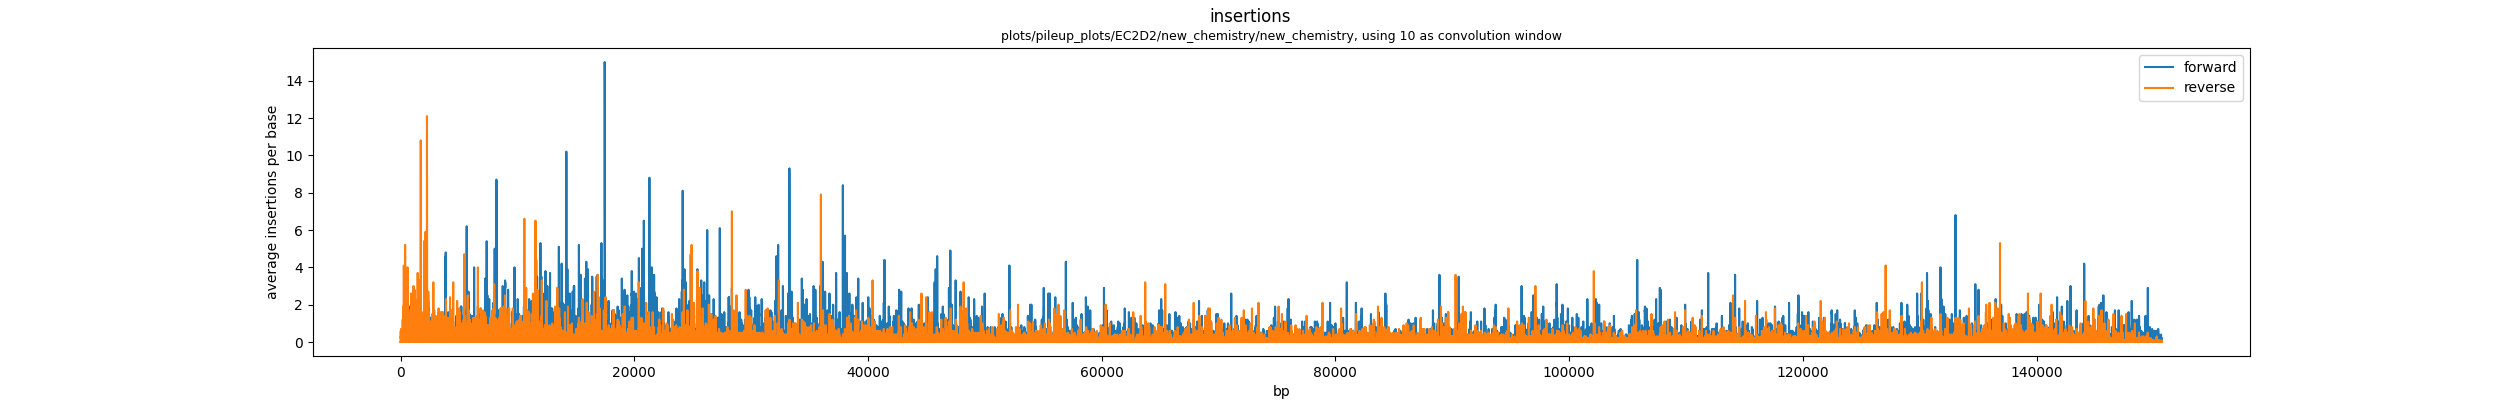 insertions
plots/pileup_plots/EC2D2/new_chemistry/new_chemistry, using 10 as convolution window
average insertions per base
14
12
10
8
6
4
2
0
forward
reverse
0 20000 40000 60000 80000 100000 120000 140000
bp